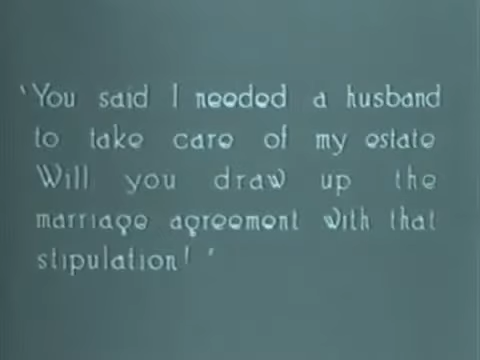 'You said I needed a husband
to take care of my estate
Will you draw up the
marriage agreement with that
stipulation!'